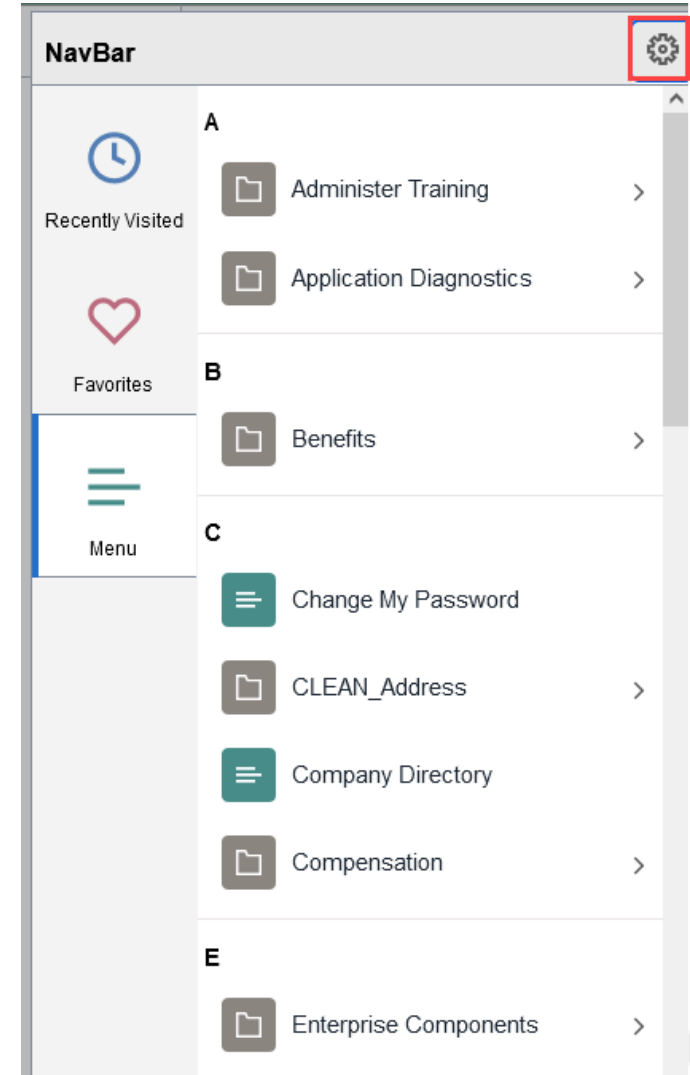 NavBar
Recently Visited
Favorites
Menu
A
Administer Training
Application Diagnostics
B
Benefits
C
Change My Password
CLEAN_Address
Company Directory
Compensation
E
Enterprise Components